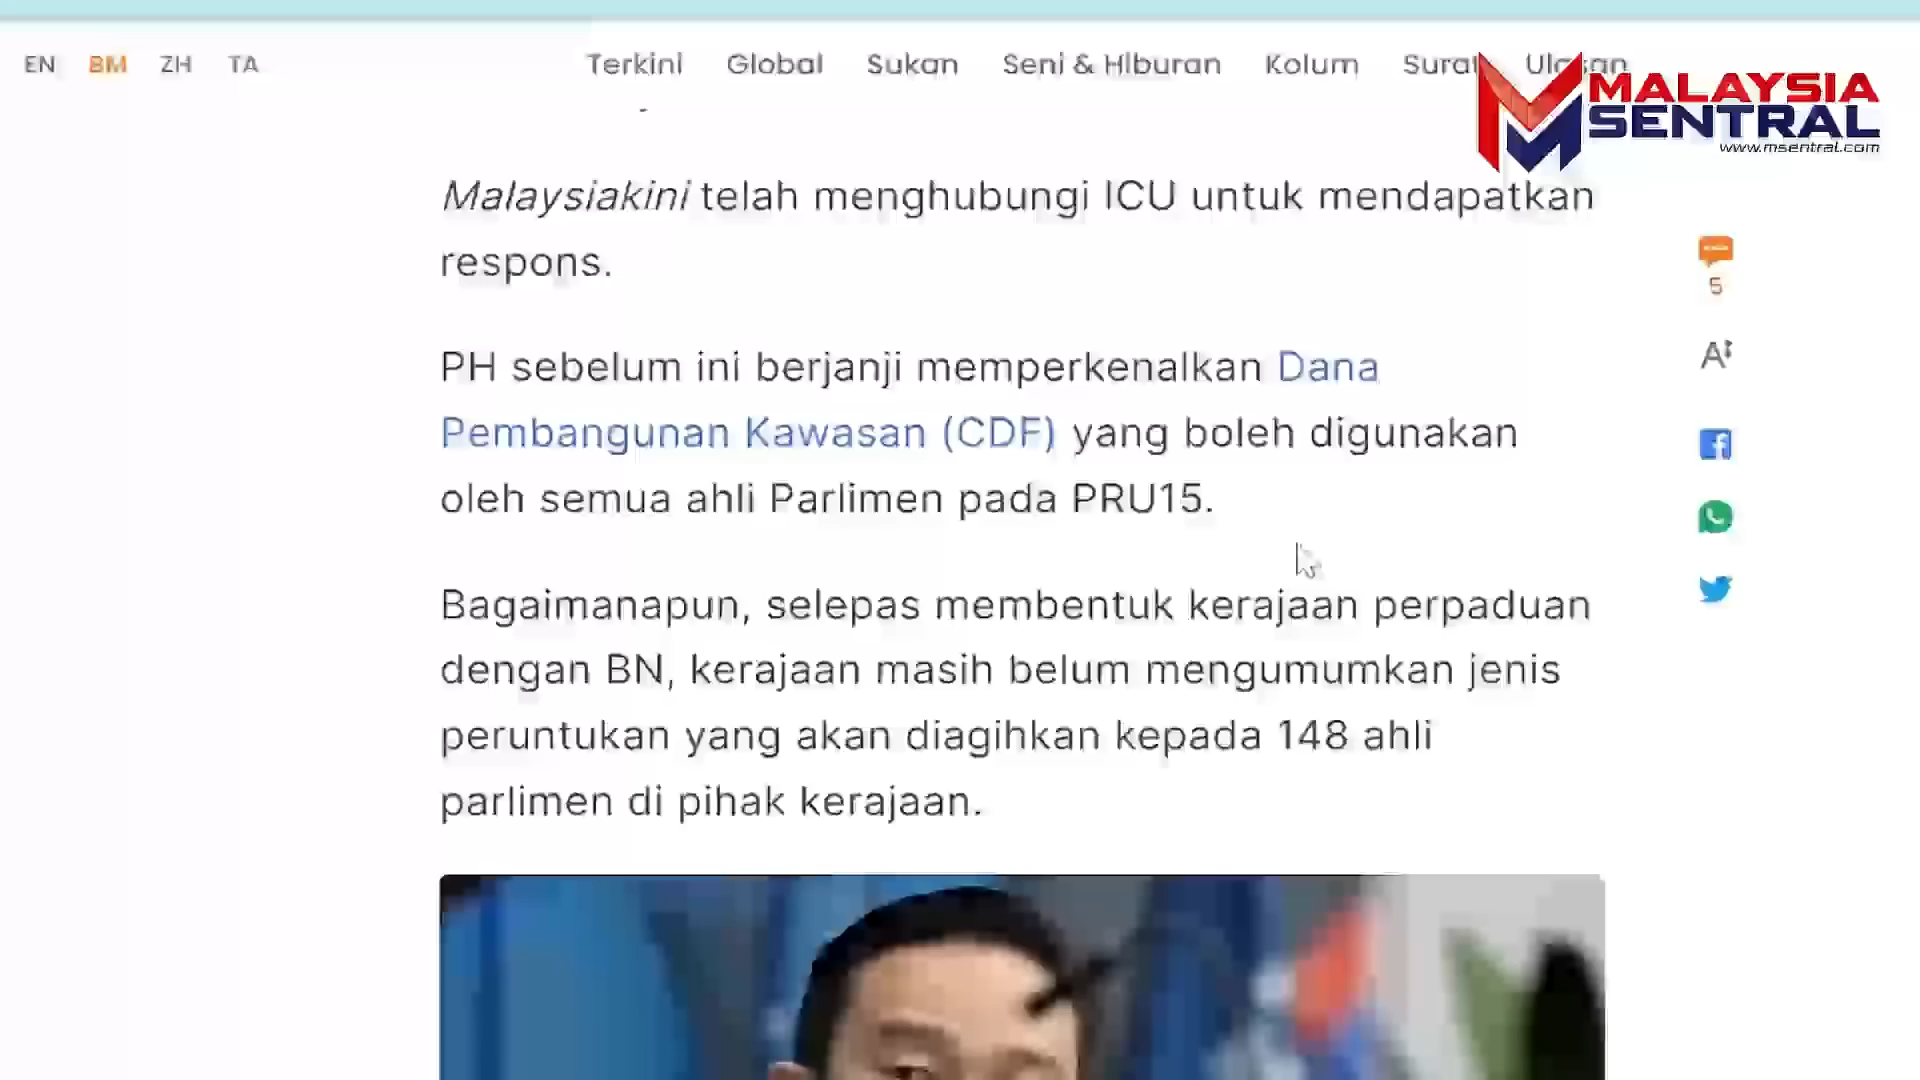 EN BM ZH TA
Terkini Global Sukan Seni & Hiburan Kolum Surat Ulasan
MALAYSIA
SENTRAL
www.msentral.com
Malaysiakini telah menghubungi ICU untuk mendapatkan
respons.
5
PH sebelum ini berjanji memperkenalkan Dana
Pembangunan Kawasan (CDF) yang boleh digunakan
oleh semua ahli Parlimen pada PRU15.
Bagaimanapun, selepas membentuk kerajaan perpaduan
dengan BN, kerajaan masih belum mengumumkan jenis
peruntukan yang akan diagihkan kepada 148 ahli
parlimen di pihak kerajaan.